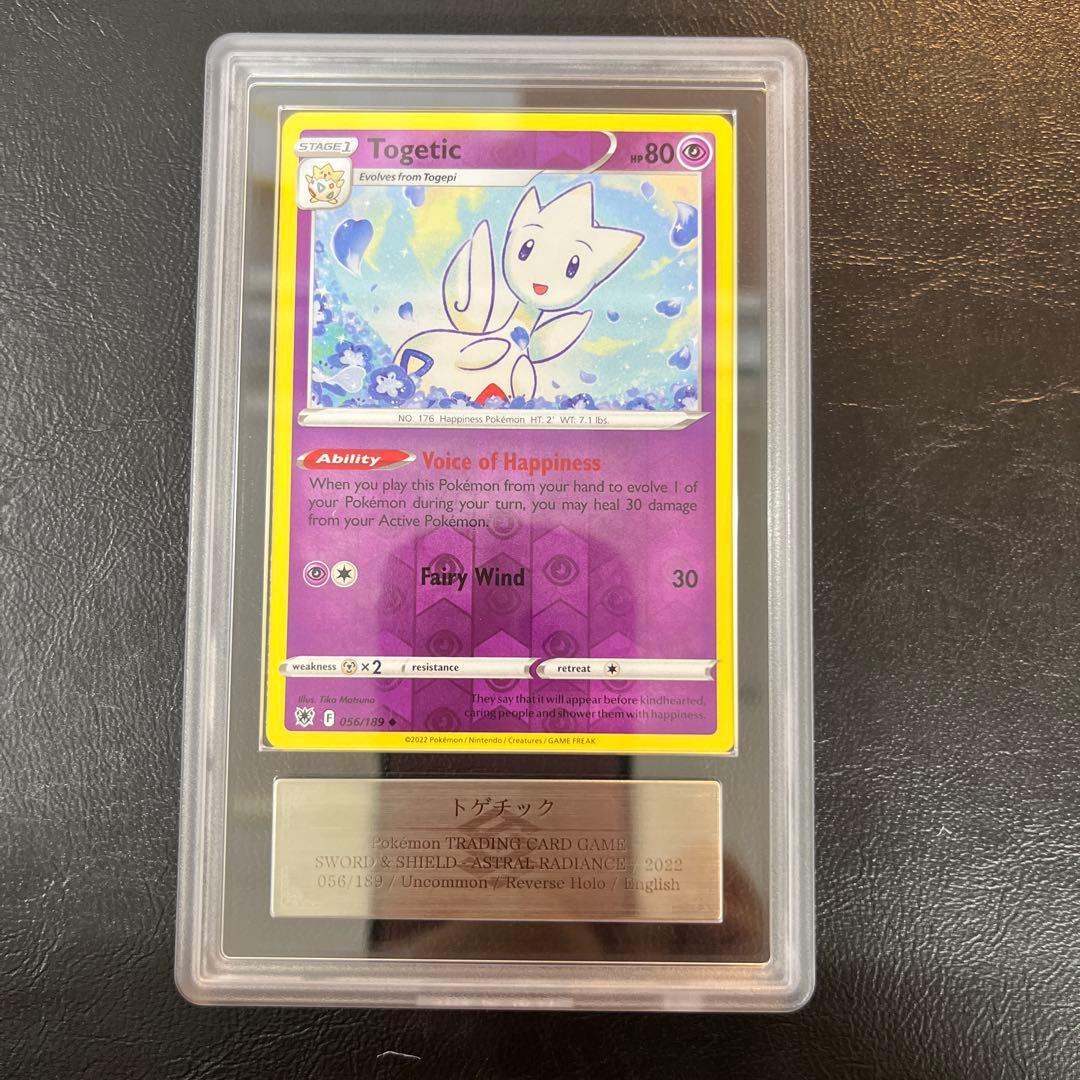 STAGE 1 Togetic HP 80
Evolves from Togepi
NO. 176 Happiness Pokémon HT: 2' WT: 7.1 lbs.
Ability Voice of Happiness
When you play this Pokémon from your hand to evolve 1 of
your Pokémon during your turn, you may heal 30 damage
from your Active Pokémon.
Fairy Wind 30
weakness ×2 resistance retreat
Illus. Tika Matsuno
They say that it will appear before kindhearted,
caring people and shower them with happiness.
F 056/189 ◆
©2022 Pokémon / Nintendo / Creatures / GAME FREAK
トゲチック
Pokémon TRADING CARD GAME
SWORD & SHIELD - ASTRAL RADIANCE / 2022
056/189 / Uncommon / Reverse Holo / English